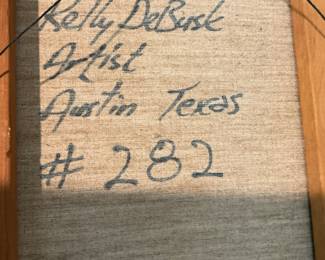 Kelly DeBusk
Artist
Austin Texas
# 282